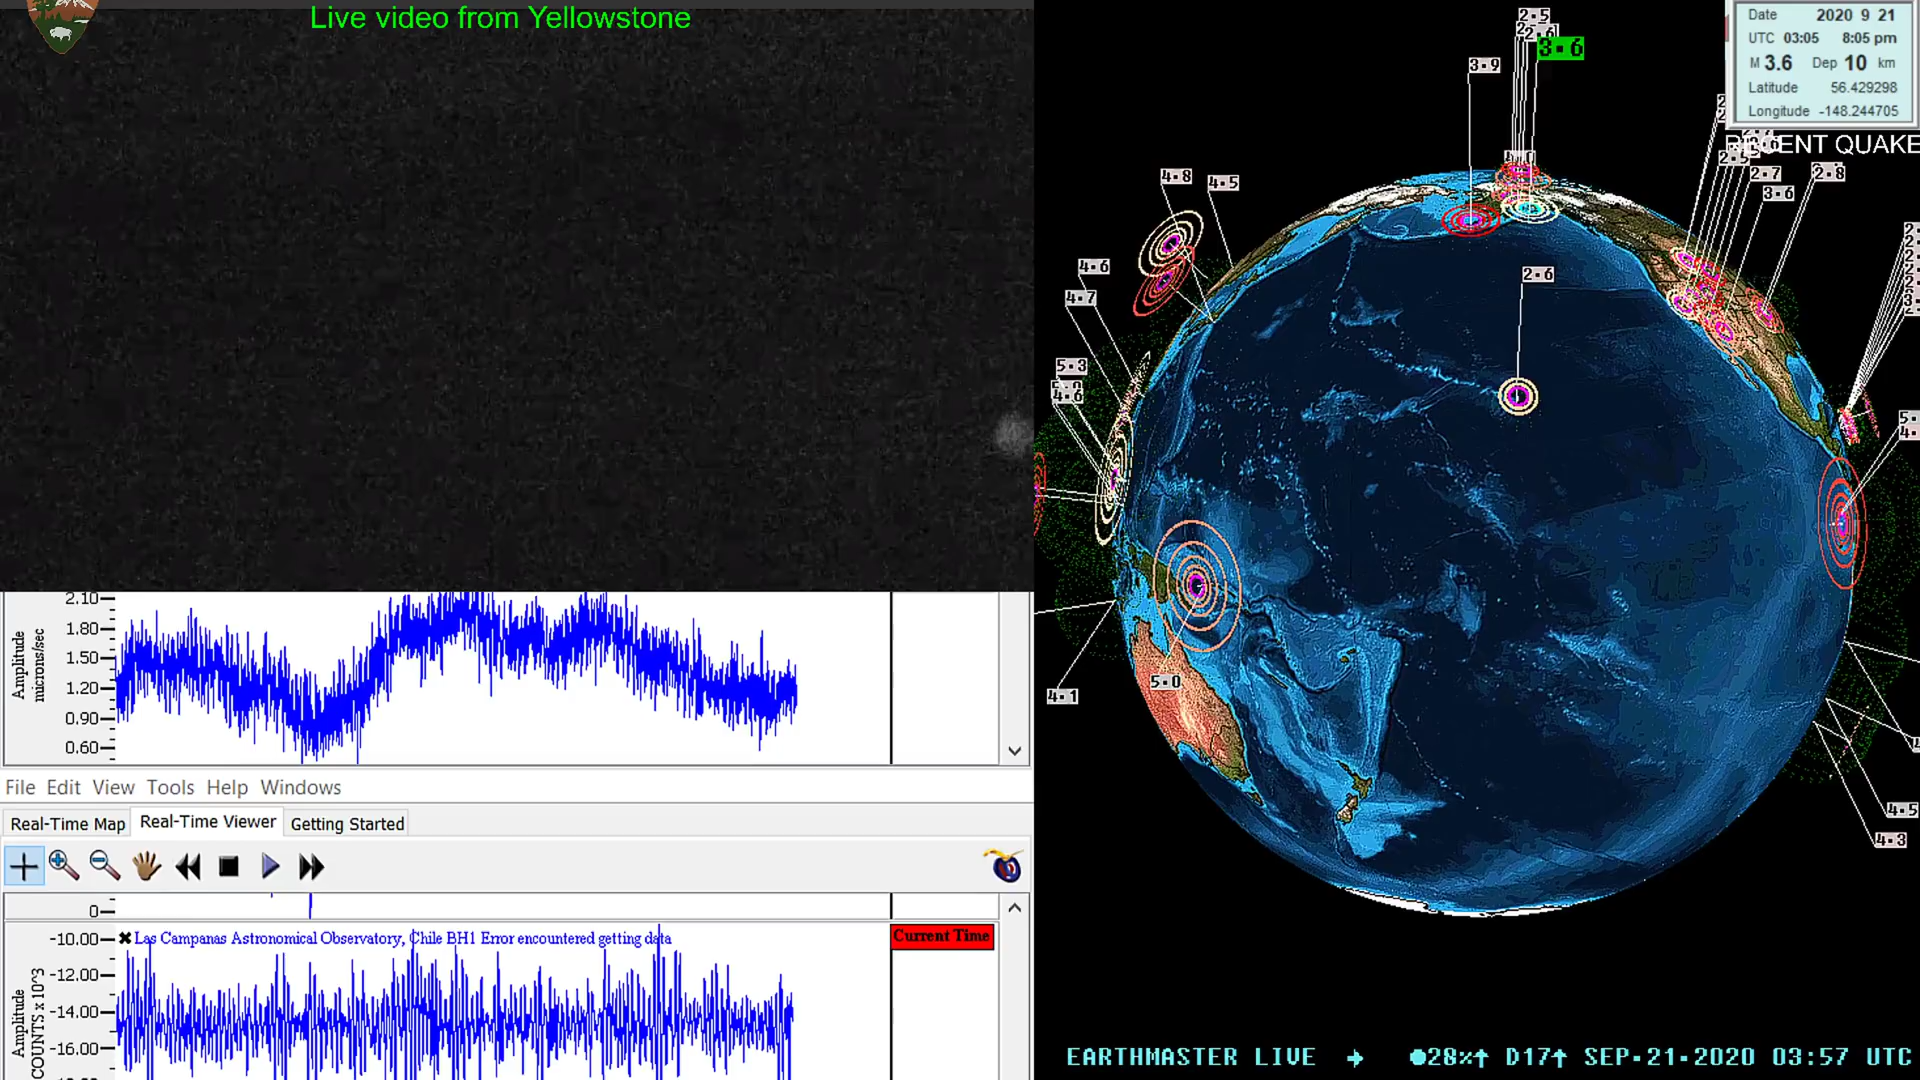 Live video from Yellowstone
Date 2020 9 21
UTC 03:05 8:05 pm
M 3.6 Dep 10 km
Latitude 56.429298
Longitude -148.244705
RECENT QUAKE
2.5
3.6
3.9
2.5
2.7
3.6
2.8
4.8
4.5
4.6
4.7
2.6
5.3
4.6
4.1
5.0
4.5
4.3
2.10
1.80
1.50
1.20
0.90
0.60
Amplitude
microns/sec
File Edit View Tools Help Windows
Real-Time Map Real-Time Viewer Getting Started
0
-10.00
Las Campanas Astronomical Observatory, Chile BH1 Error encountered getting data
Current Time
-12.00
-14.00
-16.00
Amplitude
COUNTS x 10^3
EARTHMASTER LIVE → 28%↑ D17↑ SEP-21-2020 03:57 UTC